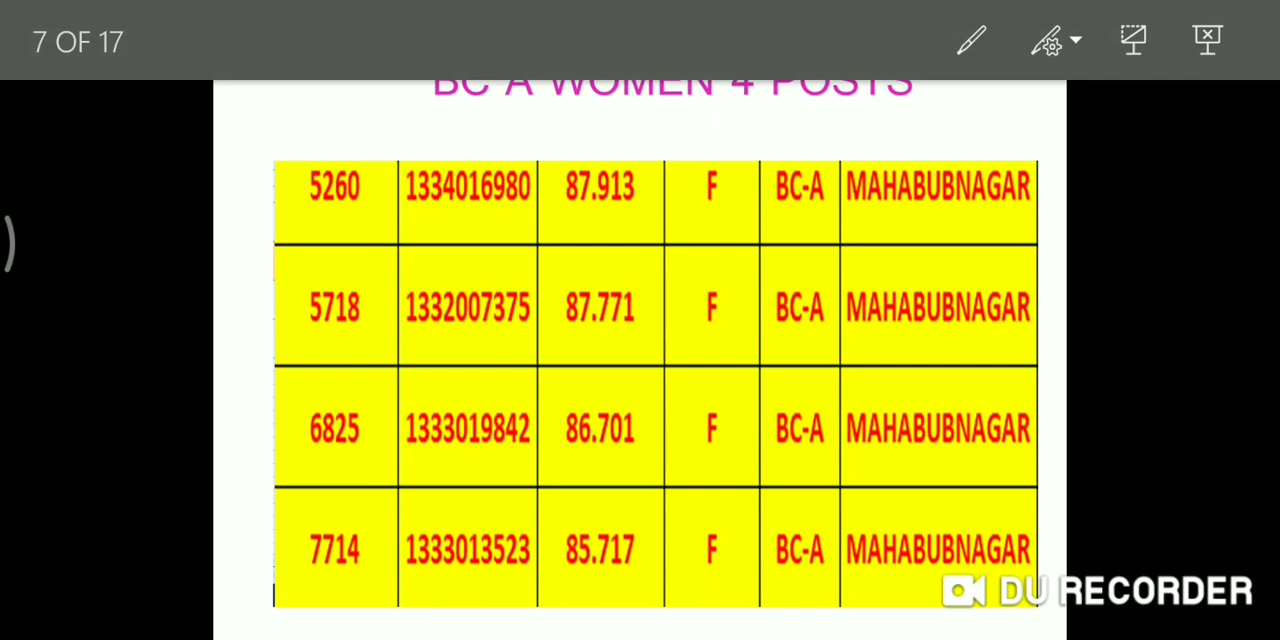 7 OF 17
BC A WOMEN 4 POSTS
5260 1334016980 87.913 F BC-A MAHABUBNAGAR
5718 1332007375 87.771 F BC-A MAHABUBNAGAR
6825 1333019842 86.701 F BC-A MAHABUBNAGAR
7714 1333013523 85.717 F BC-A MAHABUBNAGAR
DU RECORDER